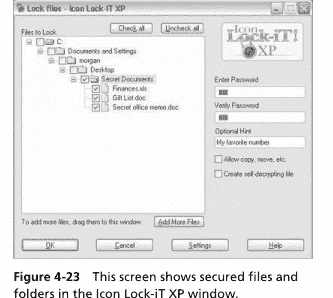 Lock files - Icon Lock-iT XP
Files to Lock
Check all
Uncheck all
C
Documents and Settings
morgan
Desktop
Secret Documents
Finances.xls
Gift List.doc
Secret office memo.doc
Icon
Lock-iT!
XP
Enter Password
Verify Password
Optional Hint
My favorite number
Allow copy, move, etc.
Create self-decrypting file
To add more files, drag them to this window
Add More Files
OK
Cancel
Settings
Help
Figure 4-23 This screen shows secured files and
folders in the Icon Lock-iT XP window.